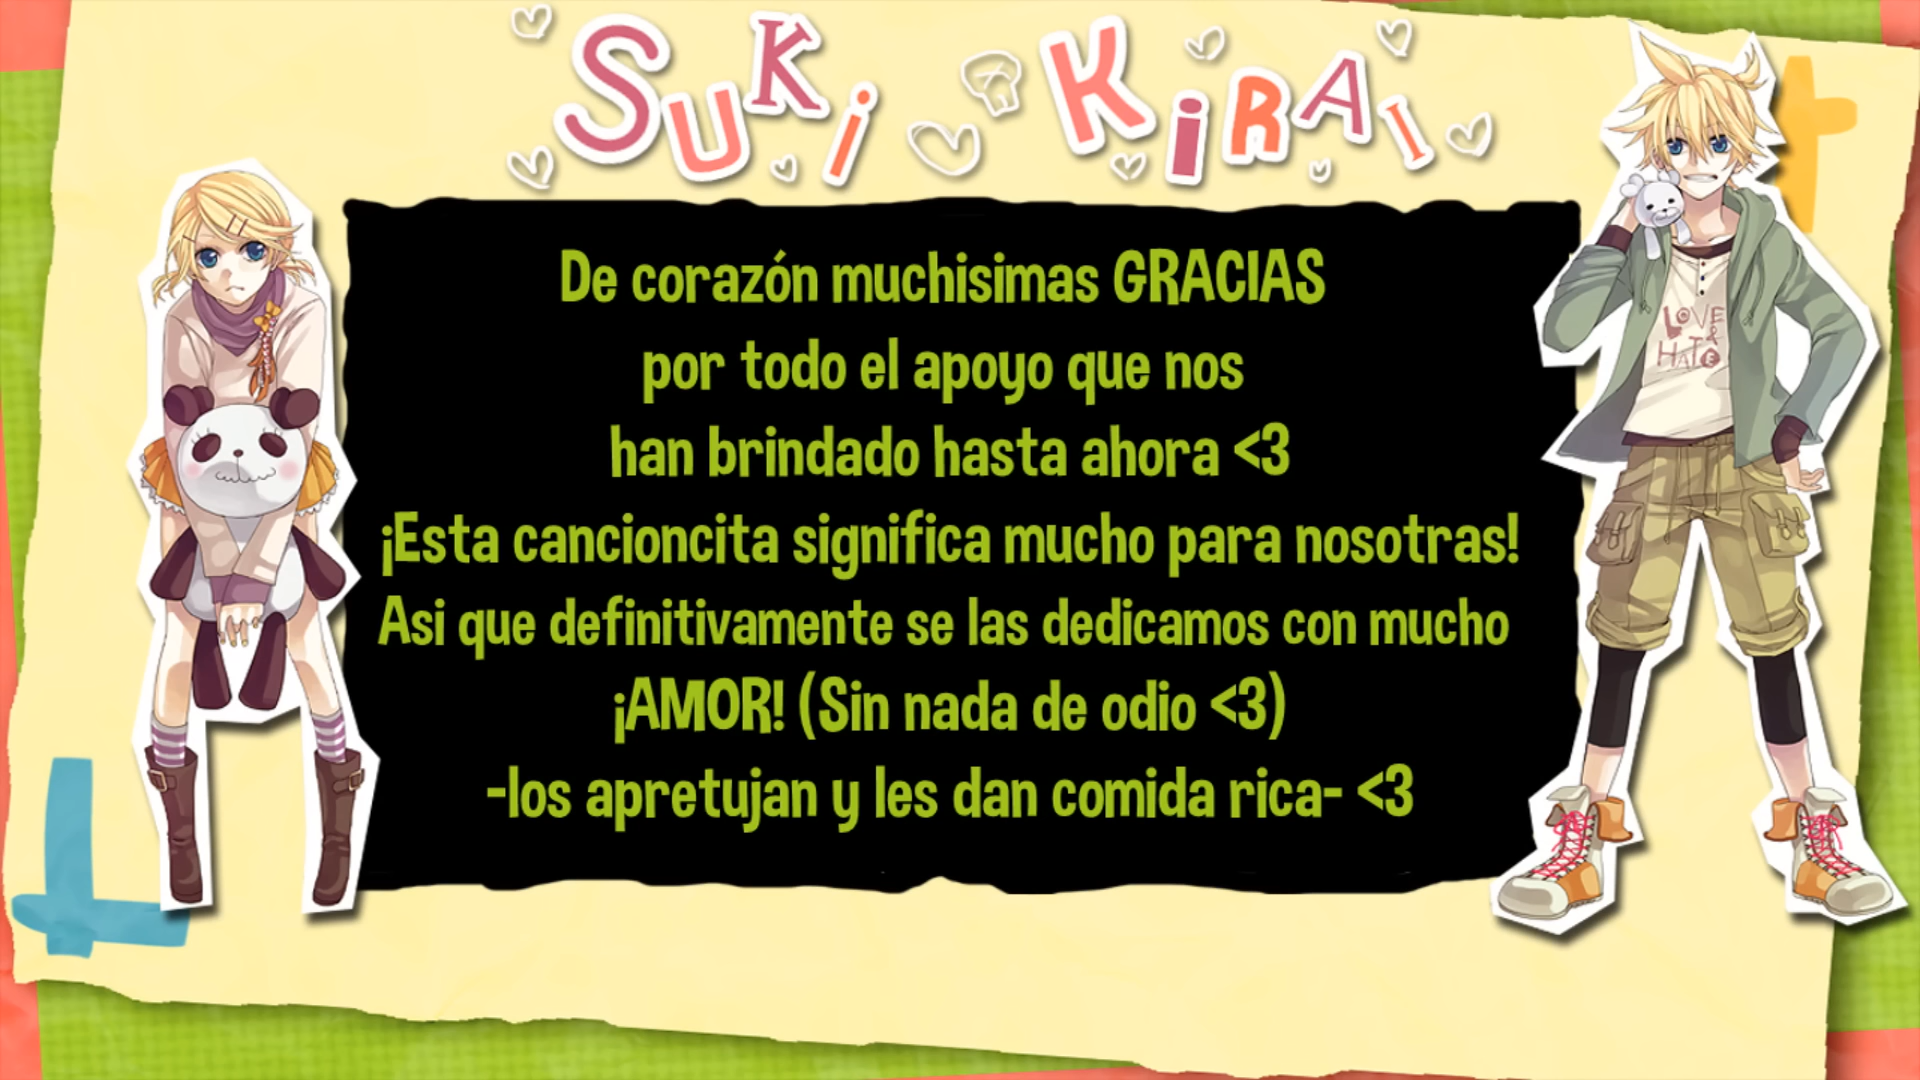 SUKi KiRAI
De corazón muchisimas GRACIAS
por todo el apoyo que nos
han brindado hasta ahora <3
¡Esta cancioncita significa mucho para nosotras!
Asi que definitivamente se las dedicamos con mucho
¡AMOR! (Sin nada de odio <3)
-los apretujan y les dan comida rica- <3
LOVE
&
HATE